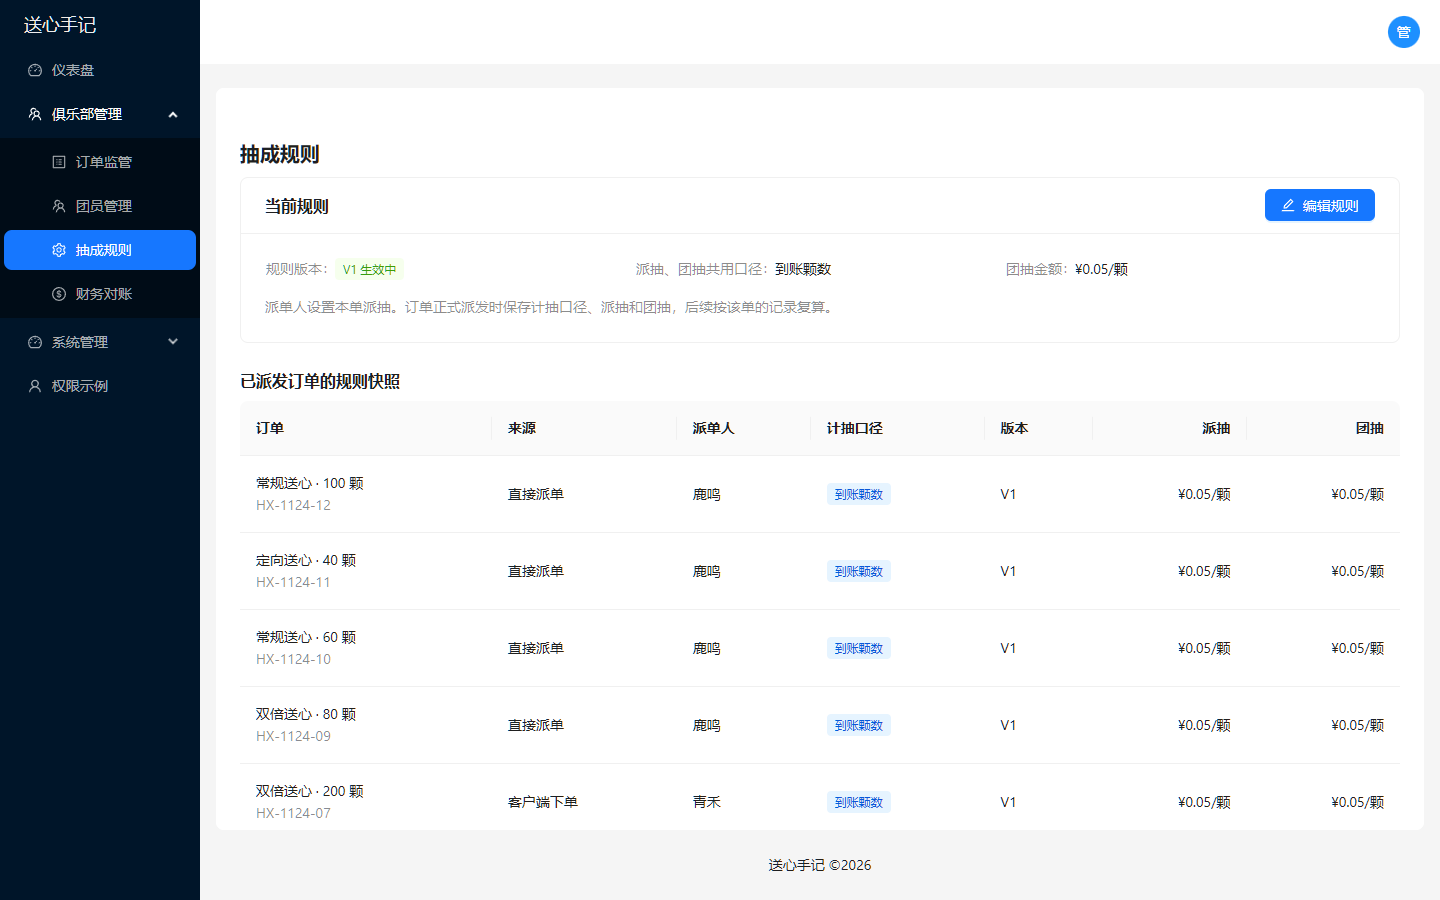 送心手记
管
仪表盘
俱乐部管理
订单监管
团员管理
抽成规则
财务对账
系统管理
权限示例
抽成规则
当前规则
编辑规则
规则版本： V1 生效中
派抽、团抽共用口径：到账颗数
团抽金额：¥0.05/颗
派单人设置本单派抽。订单正式派发时保存计抽口径、派抽和团抽，后续按该单的记录复算。
已派发订单的规则快照
订单 来源 派单人 计抽口径 版本 派抽 团抽
常规送心 · 100 颗
HX-1124-12
直接派单 鹿鸣 到账颗数 V1 ¥0.05/颗 ¥0.05/颗
定向送心 · 40 颗
HX-1124-11
直接派单 鹿鸣 到账颗数 V1 ¥0.05/颗 ¥0.05/颗
常规送心 · 60 颗
HX-1124-10
直接派单 鹿鸣 到账颗数 V1 ¥0.05/颗 ¥0.05/颗
双倍送心 · 80 颗
HX-1124-09
直接派单 鹿鸣 到账颗数 V1 ¥0.05/颗 ¥0.05/颗
双倍送心 · 200 颗
HX-1124-07
客户端下单 青禾 到账颗数 V1 ¥0.05/颗 ¥0.05/颗
送心手记 ©2026